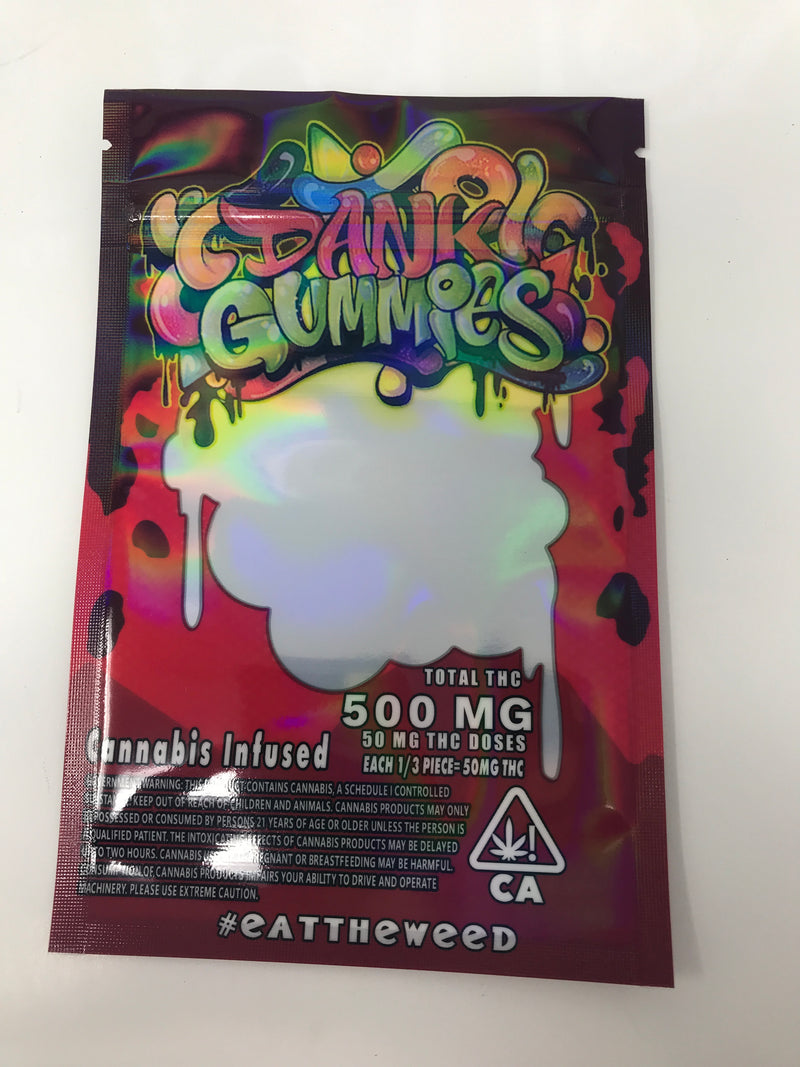 DANK
GUMMIES
TOTAL THC
500 MG
50 MG THC DOSES
EACH 1/3 PIECE=50MG THC
Cannabis Infused
WARNING: CONTAINS CANNABIS, A SCHEDULE I CONTROLLED
KEEP OUT OF REACH OF CHILDREN AND ANIMALS. CANNABIS PRODUCTS MAY ONLY
POSSESSED OR CONSUMED BY PERSONS 21 YEARS OF AGE OR OLDER UNLESS THE PERSON IS
QUALIFIED PATIENT. THE INTOXICATING EFFECTS OF CANNABIS PRODUCTS MAY BE DELAYED
TO TWO HOURS. CANNABIS PREGNANT OR BREASTFEEDING MAY BE HARMFUL.
CONSUMPTION OF CANNABIS PRODUCTS IMPAIRS YOUR ABILITY TO DRIVE AND OPERATE
MACHINERY. PLEASE USE EXTREME CAUTION.
CA
#EATTHEWEED